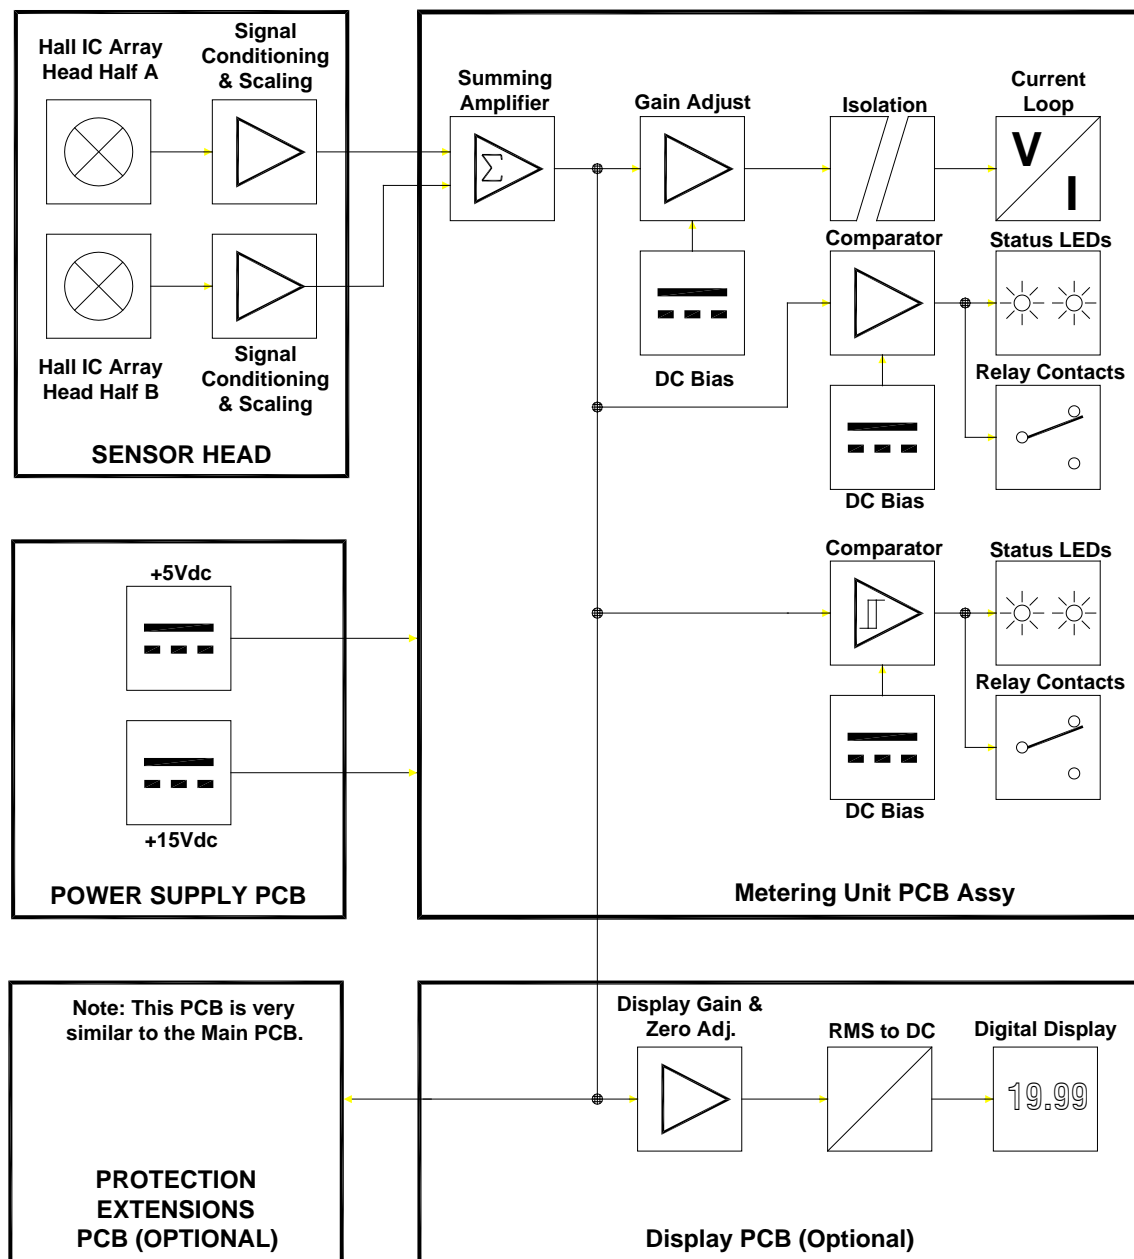 Hall IC Array
Head Half A
Signal
Conditioning
& Scaling
Hall IC Array
Head Half B
Signal
Conditioning
& Scaling
SENSOR HEAD
Summing
Amplifier
Σ
Gain Adjust
Isolation
Current
Loop
V
I
DC Bias
Comparator
Status LEDs
Relay Contacts
DC Bias
Comparator
Status LEDs
Relay Contacts
DC Bias
Metering Unit PCB Assy
+5Vdc
+15Vdc
POWER SUPPLY PCB
Note: This PCB is very
similar to the Main PCB.
PROTECTION
EXTENSIONS
PCB (OPTIONAL)
Display Gain &
Zero Adj.
RMS to DC
Digital Display
19.99
Display PCB (Optional)